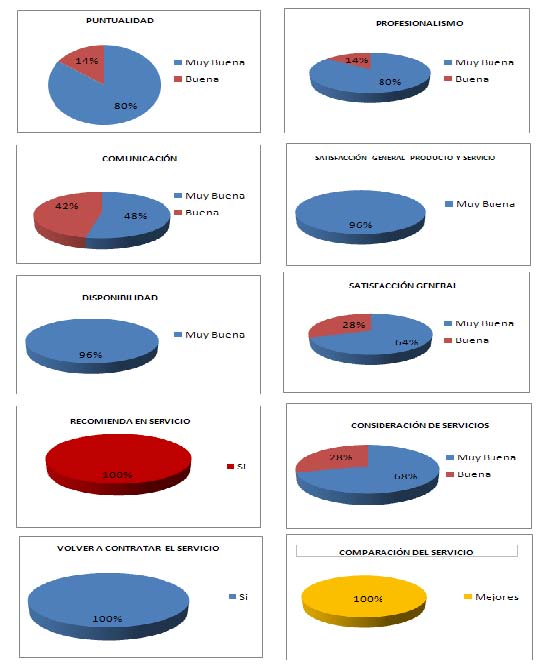 PUNTUALIDAD
14%
80%
Muy Buena
Buena
PROFESIONALISMO
14%
80%
Muy Buena
Buena
COMUNICACIÓN
42%
48%
Muy Buena
Buena
SATISFACCIÓN GENERAL PRODUCTO Y SERVICIO
96%
Muy Buena
DISPONIBILIDAD
96%
Muy Buena
SATISFACCIÓN GENERAL
28%
64%
Muy Buena
Buena
RECOMIENDA EN SERVICIO
100%
SI
CONSIDERACIÓN DE SERVICIOS
28%
68%
Muy Buena
Buena
VOLVER A CONTRATAR EL SERVICIO
100%
Si
COMPARACIÓN DEL SERVICIO
100%
Mejores